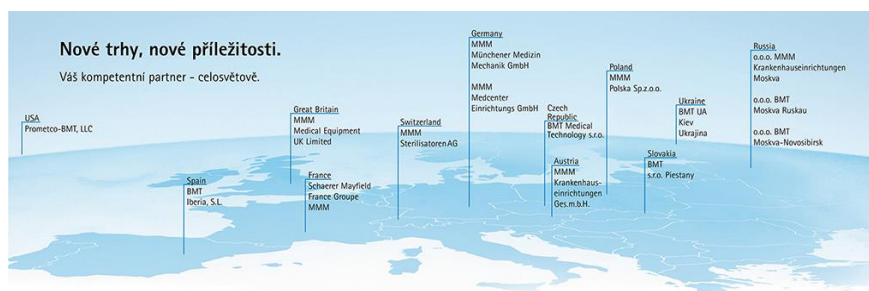 Nové trhy, nové příležitosti.
Váš kompetentní partner - celosvětově.
USA
Prometco-BMT, LLC
Spain
BMT
Iberia, S.L.
Great Britain
MMM
Medical Equipment
UK Limited
France
Schaerer Mayfield
France Groupe
MMM
Switzerland
MMM
Sterilisatoren AG
Germany
MMM
Münchener Medizin
Mechanik GmbH
MMM
Medcenter
Einrichtungs GmbH
Czech
Republic
BMT Medical
Technology s.r.o.
Austria
MMM
Krankenhaus-
einrichtungen
Ges.m.b.H.
Poland
MMM
Polska Sp.z.o.o.
Slovakia
BMT
s.r.o. Piestany
Ukraine
BMT UA
Kiev
Ukrajina
Russia
o.o.o. MMM
Krankenhauseinrichtungen
Moskva
o.o.o. BMT
Moskva Ruskau
o.o.o. BMT
Moskva-Novosibirsk